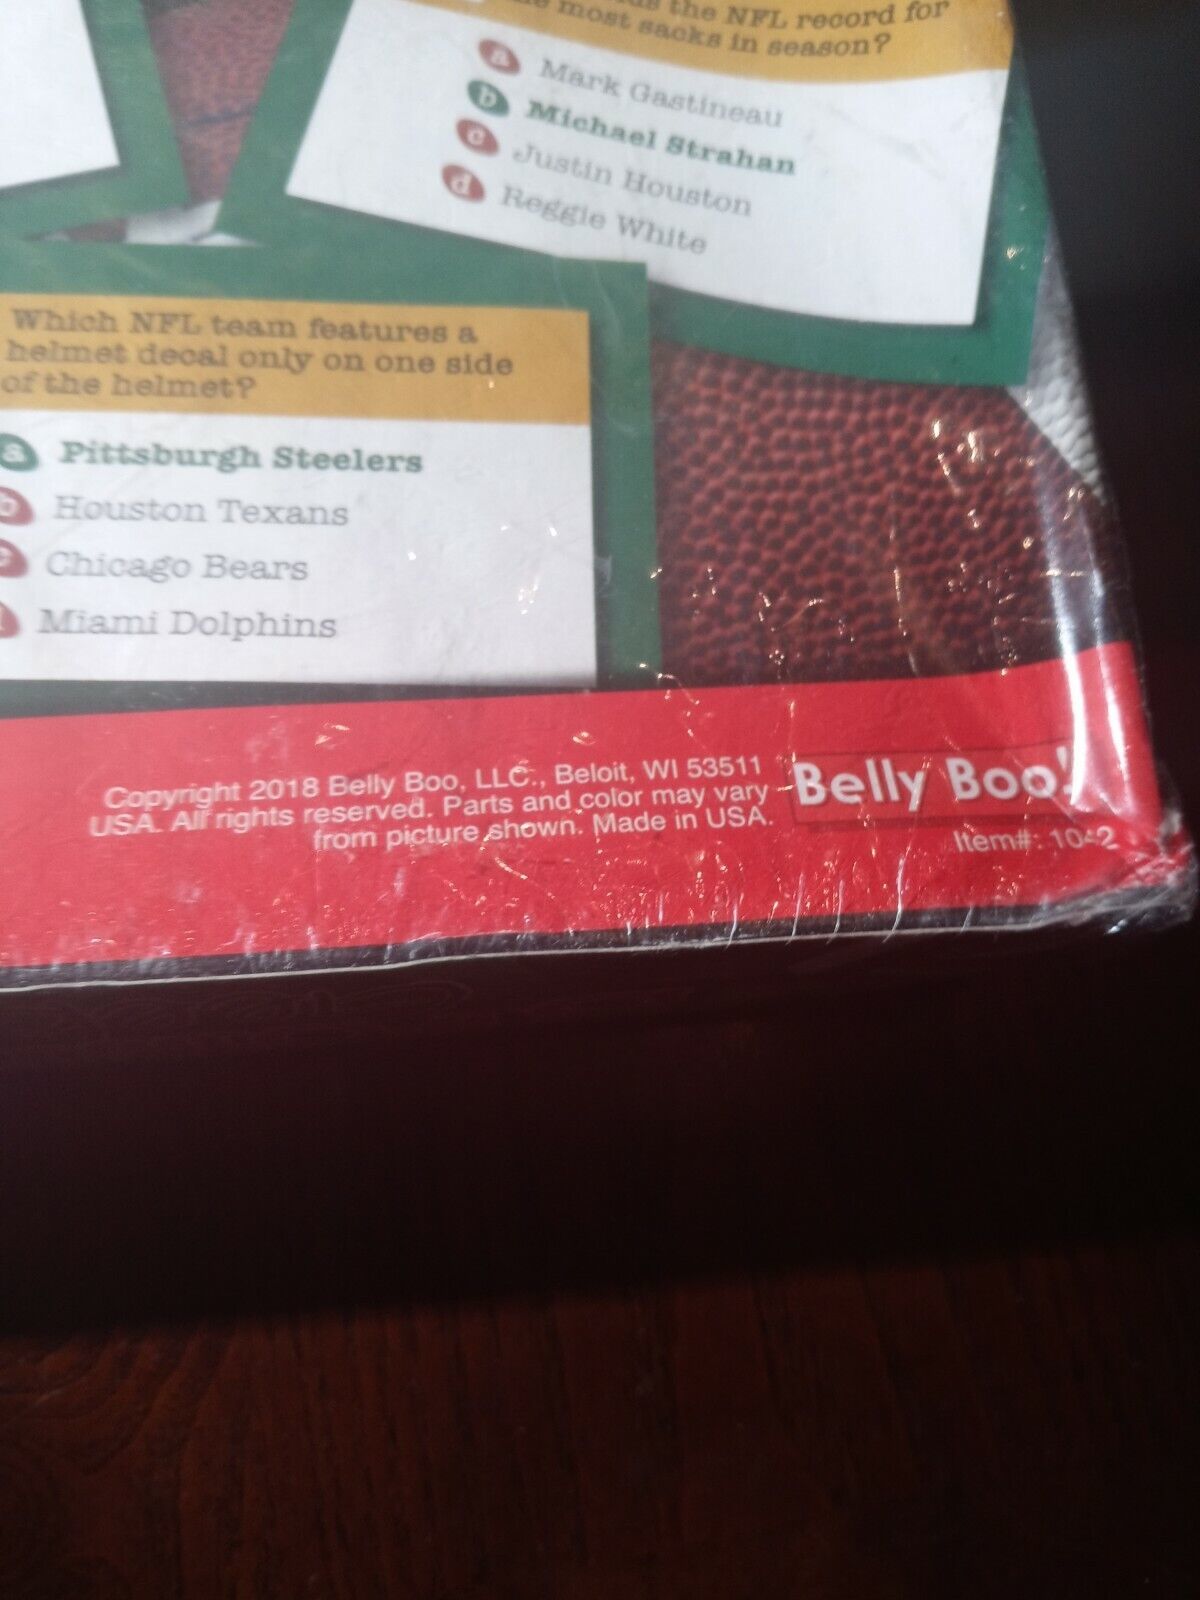 the NFL record for
most sacks in season?
a Mark Gastineau
b Michael Strahan
c Justin Houston
d Reggie White
Which NFL team features a
helmet decal only on one side
of the helmet?
a Pittsburgh Steelers
b Houston Texans
c Chicago Bears
d Miami Dolphins
Copyright 2018 Belly Boo, LLC., Beloit, WI 53511
USA. All rights reserved. Parts and color may vary
from picture shown. Made in USA.
Belly Boo!
Item#: 1042